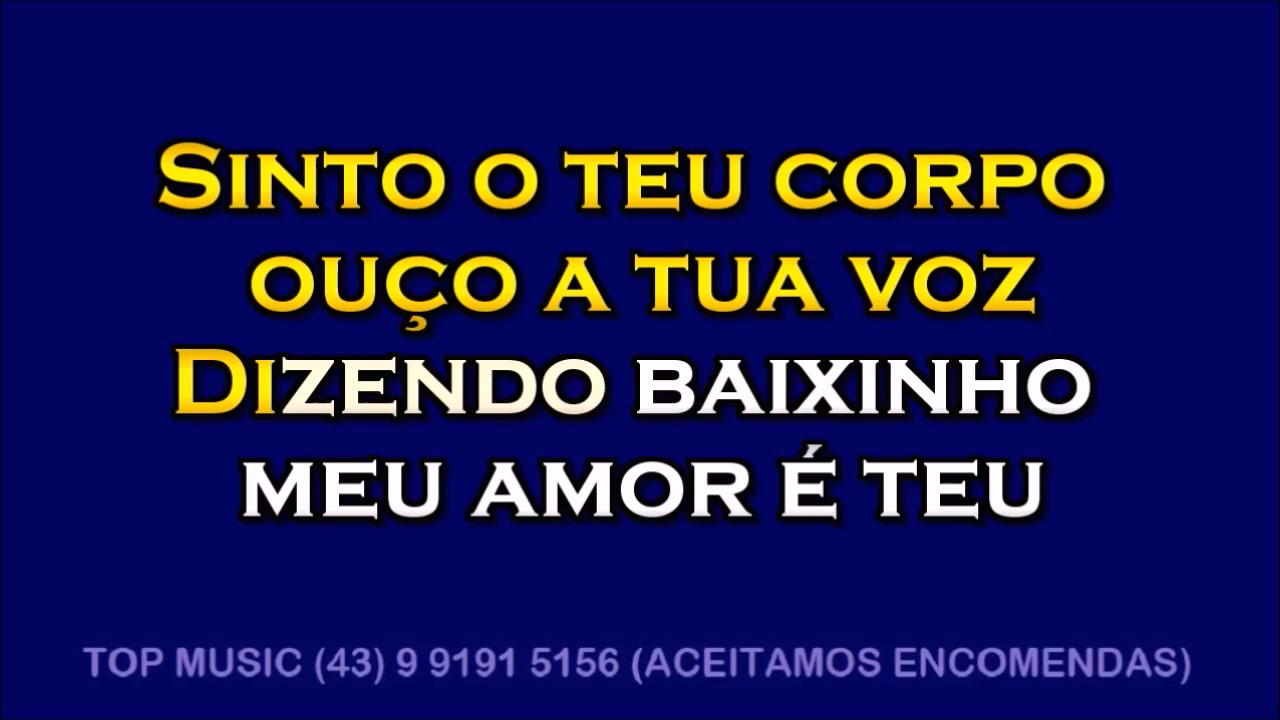 Sinto o teu corpo
ouço a tua voz
Dizendo baixinho
meu amor é teu
TOP MUSIC (43) 9 9191 5156 (ACEITAMOS ENCOMENDAS)